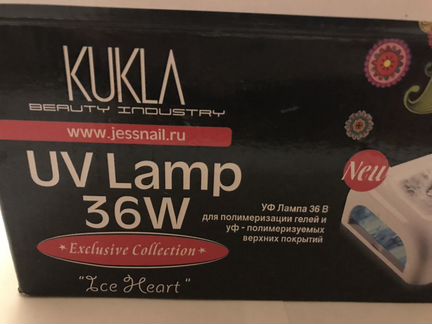 KUKLA
BEAUTY INDUSTRY
www.jessnail.ru
UV Lamp
36W
Exclusive Collection
"Ice Heart"
New
УФ Лампа 36 В
для полимеризации гелей и
уф - полимеризуемых
верхних покрытий